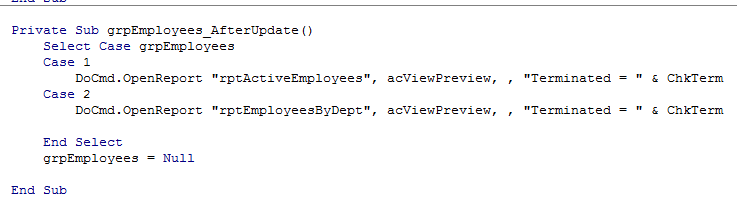 End Sub
Private Sub grpEmployees_AfterUpdate()
Select Case grpEmployees
Case 1
DoCmd.OpenReport "rptActiveEmployees", acViewPreview, , "Terminated = " & ChkTerm
Case 2
DoCmd.OpenReport "rptEmployeesByDept", acViewPreview, , "Terminated = " & ChkTerm
End Select
grpEmployees = Null
End Sub